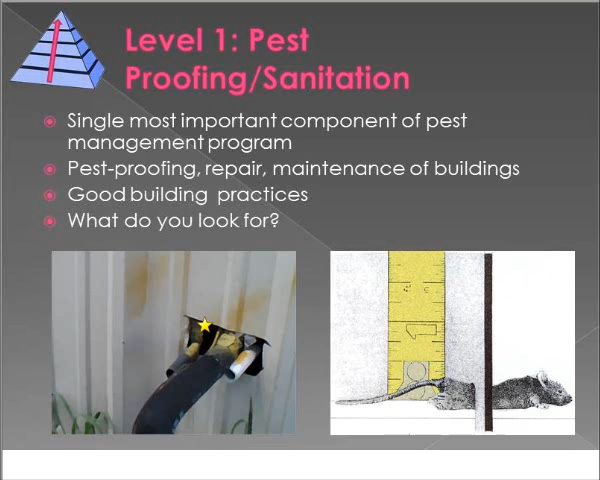 Level 1: Pest
Proofing/Sanitation
Single most important component of pest
management program
Pest-proofing, repair, maintenance of buildings
Good building practices
What do you look for?